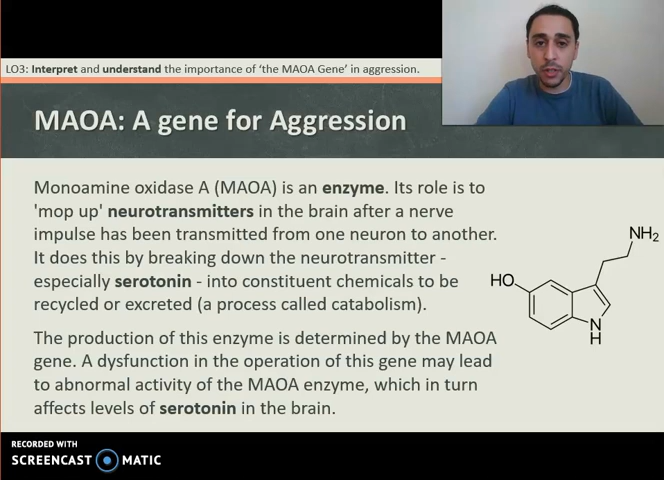 LO3: Interpret and understand the importance of 'the MAOA Gene' in aggression.
MAOA: A gene for Aggression
Monoamine oxidase A (MAOA) is an enzyme. Its role is to
'mop up' neurotransmitters in the brain after a nerve
impulse has been transmitted from one neuron to another.
It does this by breaking down the neurotransmitter -
especially serotonin - into constituent chemicals to be
recycled or excreted (a process called catabolism).
The production of this enzyme is determined by the MAOA
gene. A dysfunction in the operation of this gene may lead
to abnormal activity of the MAOA enzyme, which in turn
affects levels of serotonin in the brain.
NH2
HO
N
H
RECORDED WITH
SCREENCAST MATIC